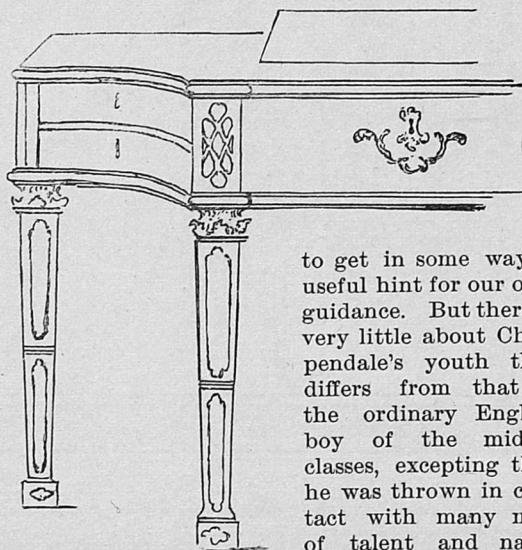 to get in some way
useful hint for our o
guidance. But ther
very little about Ch
pendale's youth t
differs from that
the ordinary Engl
boy of the mid
classes, excepting t
he was thrown in c
tact with many m
of talent and na